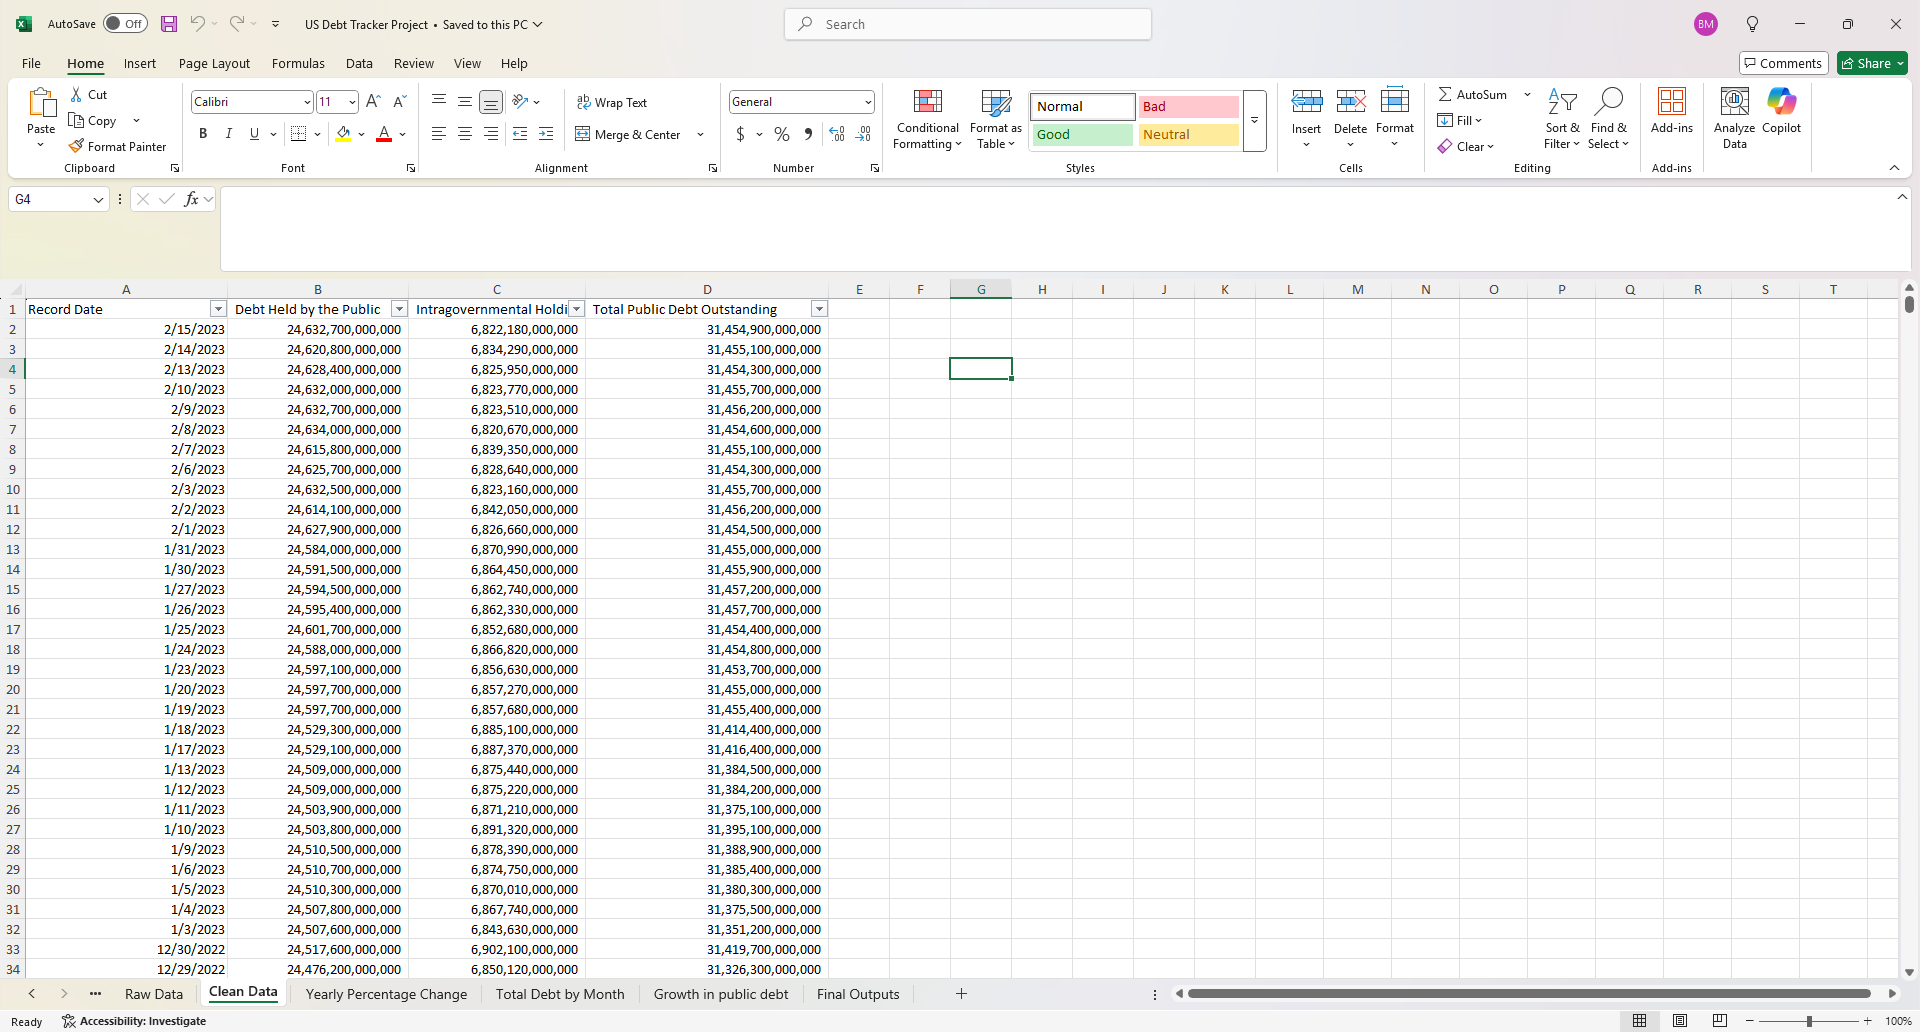 AutoSave Off US Debt Tracker Project • Saved to this PC Search BM
File Home Insert Page Layout Formulas Data Review View Help Comments Share
Paste Cut Copy Format Painter Clipboard
Calibri 11 B I U Font
Wrap Text Merge & Center Alignment
General $ % Number
Conditional Formatting Format as Table Normal Bad Good Neutral Styles
Insert Delete Format Cells
AutoSum Fill Clear Sort & Filter Find & Select Editing
Add-ins Add-ins
Analyze Data Copilot
G4 fx
A B C D E F G H I J K L M N O P Q R S T
1 Record Date Debt Held by the Public Intragovernmental Holdi Total Public Debt Outstanding
2 2/15/2023 24,632,700,000,000 6,822,180,000,000 31,454,900,000,000
3 2/14/2023 24,620,800,000,000 6,834,290,000,000 31,455,100,000,000
4 2/13/2023 24,628,400,000,000 6,825,950,000,000 31,454,300,000,000
5 2/10/2023 24,632,000,000,000 6,823,770,000,000 31,455,700,000,000
6 2/9/2023 24,632,700,000,000 6,823,510,000,000 31,456,200,000,000
7 2/8/2023 24,634,000,000,000 6,820,670,000,000 31,454,600,000,000
8 2/7/2023 24,615,800,000,000 6,839,350,000,000 31,455,100,000,000
9 2/6/2023 24,625,700,000,000 6,828,640,000,000 31,454,300,000,000
10 2/3/2023 24,632,500,000,000 6,823,160,000,000 31,455,700,000,000
11 2/2/2023 24,614,100,000,000 6,842,050,000,000 31,456,200,000,000
12 2/1/2023 24,627,900,000,000 6,826,660,000,000 31,454,500,000,000
13 1/31/2023 24,584,000,000,000 6,870,990,000,000 31,455,000,000,000
14 1/30/2023 24,591,500,000,000 6,864,450,000,000 31,455,900,000,000
15 1/27/2023 24,594,500,000,000 6,862,740,000,000 31,457,200,000,000
16 1/26/2023 24,595,400,000,000 6,862,330,000,000 31,457,700,000,000
17 1/25/2023 24,601,700,000,000 6,852,680,000,000 31,454,400,000,000
18 1/24/2023 24,588,000,000,000 6,866,820,000,000 31,454,800,000,000
19 1/23/2023 24,597,100,000,000 6,856,630,000,000 31,453,700,000,000
20 1/20/2023 24,597,700,000,000 6,857,270,000,000 31,455,000,000,000
21 1/19/2023 24,597,700,000,000 6,857,680,000,000 31,455,400,000,000
22 1/18/2023 24,529,300,000,000 6,885,100,000,000 31,414,400,000,000
23 1/17/2023 24,529,100,000,000 6,887,370,000,000 31,416,400,000,000
24 1/13/2023 24,509,000,000,000 6,875,440,000,000 31,384,500,000,000
25 1/12/2023 24,509,000,000,000 6,875,220,000,000 31,384,200,000,000
26 1/11/2023 24,503,900,000,000 6,871,210,000,000 31,375,100,000,000
27 1/10/2023 24,503,800,000,000 6,891,320,000,000 31,395,100,000,000
28 1/9/2023 24,510,500,000,000 6,878,390,000,000 31,388,900,000,000
29 1/6/2023 24,510,700,000,000 6,874,750,000,000 31,385,400,000,000
30 1/5/2023 24,510,300,000,000 6,870,010,000,000 31,380,300,000,000
31 1/4/2023 24,507,800,000,000 6,867,740,000,000 31,375,500,000,000
32 1/3/2023 24,507,600,000,000 6,843,630,000,000 31,351,200,000,000
33 12/30/2022 24,517,600,000,000 6,902,100,000,000 31,419,700,000,000
34 12/29/2022 24,476,200,000,000 6,850,120,000,000 31,326,300,000,000
Raw Data Clean Data Yearly Percentage Change Total Debt by Month Growth in public debt Final Outputs
Ready Accessibility: Investigate 100%